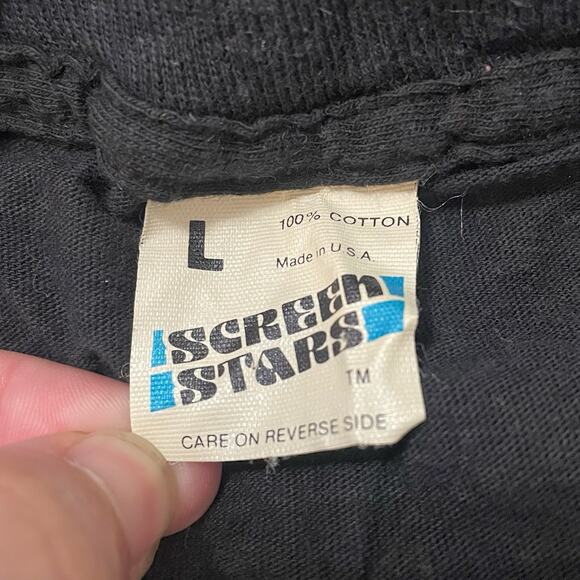 L
100% COTTON
Made in U.S.A.
SCREEN
STARS
TM
CARE ON REVERSE SIDE